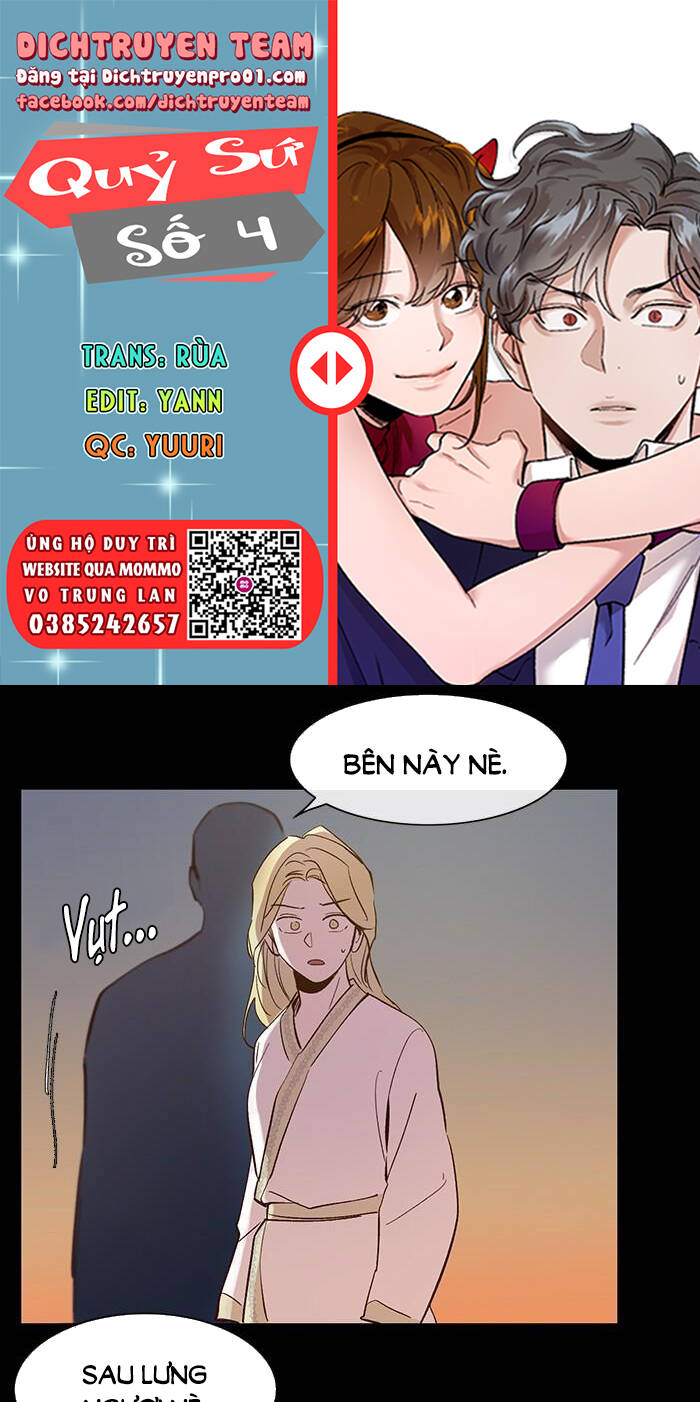 DICHTRUYEN TEAM
Đăng tại Dichtruyenpro01.com
facebook.com/dichtruyenteam
Quỷ Sứ
Số 4
TRANS: RÙA
EDIT: YANN
QC: YUURI
ỦNG HỘ DUY TRÌ
WEBSITE QUA MOMMO
VO TRUNG LAN
0385242657
BÊN NÀY NÈ.
Vụt...
SAU LƯNG